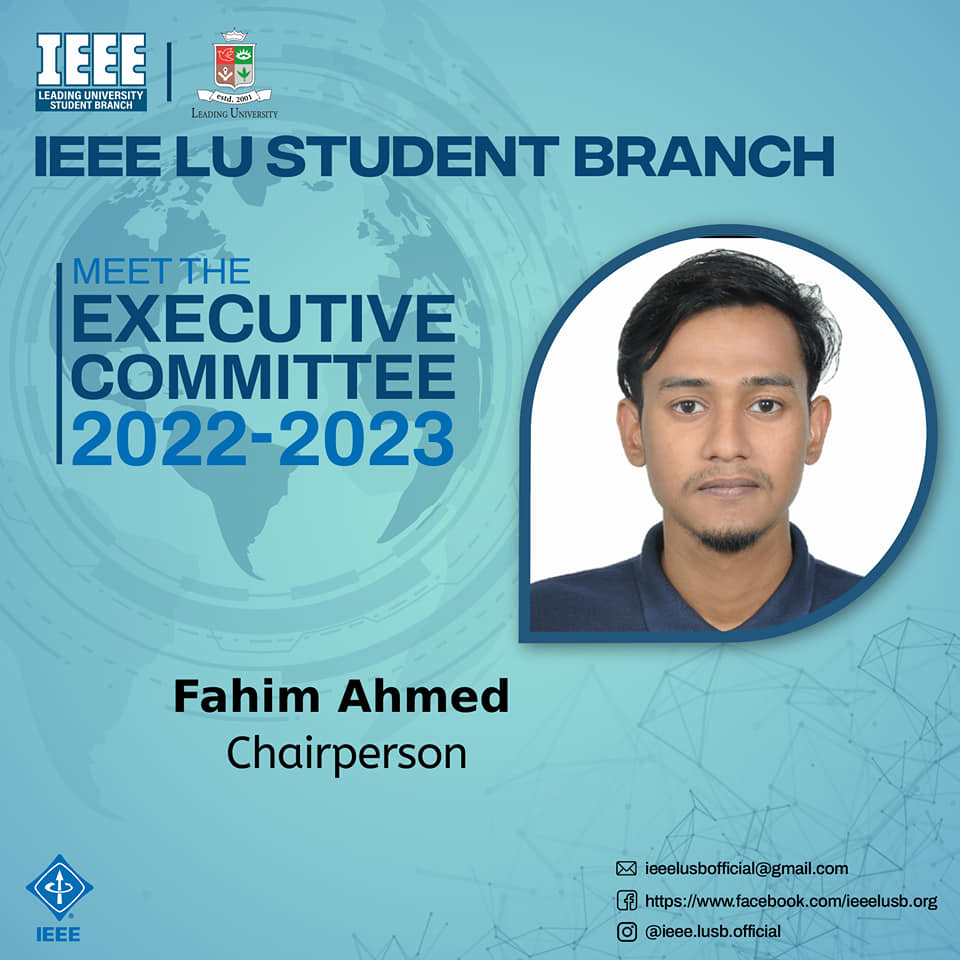 IEEE
LEADING UNIVERSITY
STUDENT BRANCH
estd. 2001
LEADING UNIVERSITY
IEEE LU STUDENT BRANCH
MEET THE
EXECUTIVE
COMMITTEE
2022-2023
Fahim Ahmed
Chairperson
IEEE
ieeelusbofficial@gmail.com
https://www.facebook.com/ieeelusb.org
@ieee.lusb.official